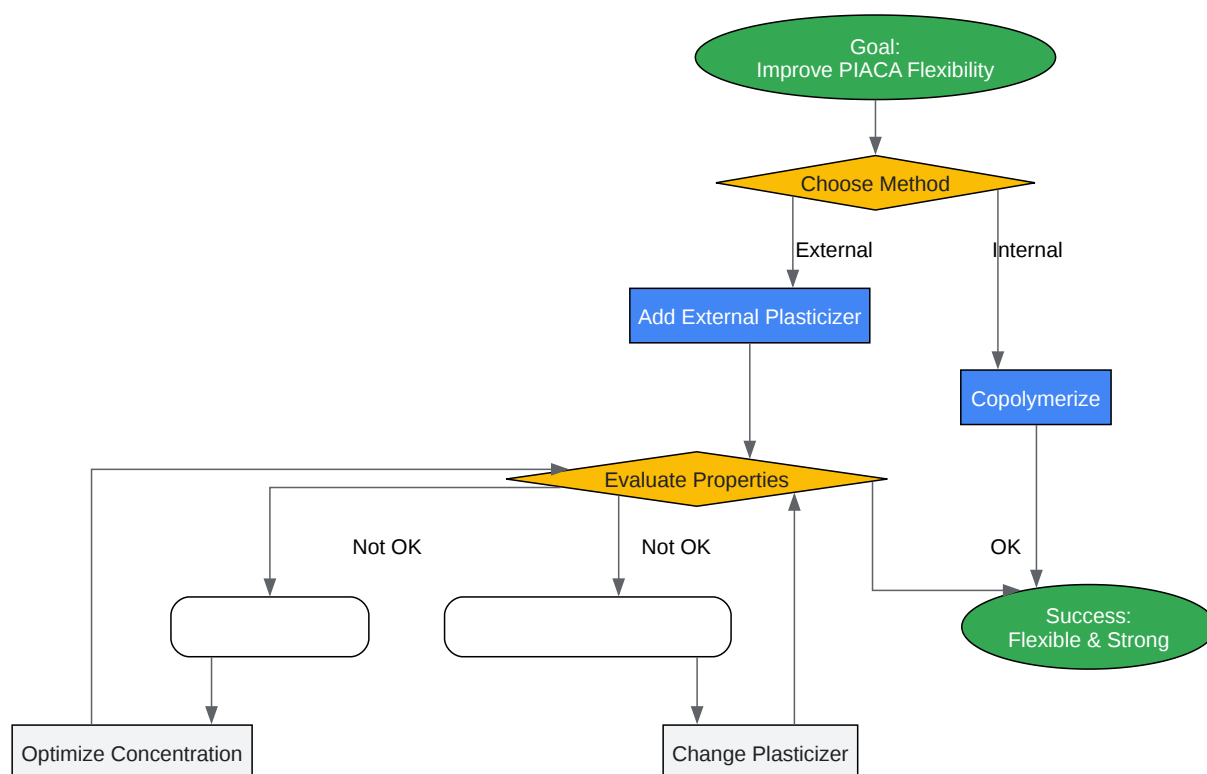 Goal:
Improve PIACA Flexibility
Choose Method
External
Internal
Add External Plasticizer
Copolymerize
Evaluate Properties
Not OK
Not OK
OK
Success:
Flexible & Strong
Optimize Concentration
Change Plasticizer